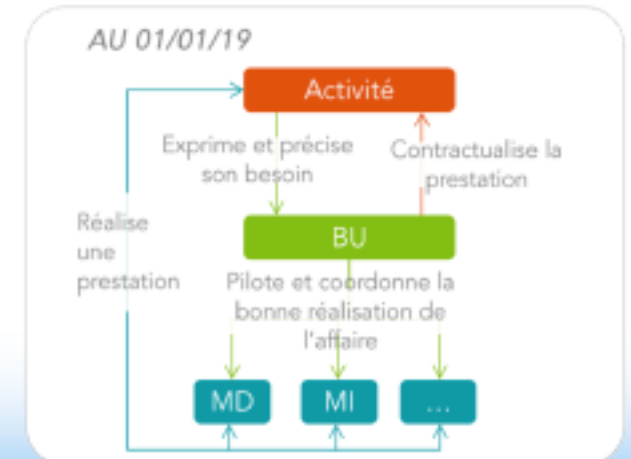 AU 01/01/19
Activité
Exprime et précise
son besoin
Contractualise la
prestation
Réalise
une
prestation
BU
Pilote et coordonne la
bonne réalisation de
l'affaire
MD
MI
...